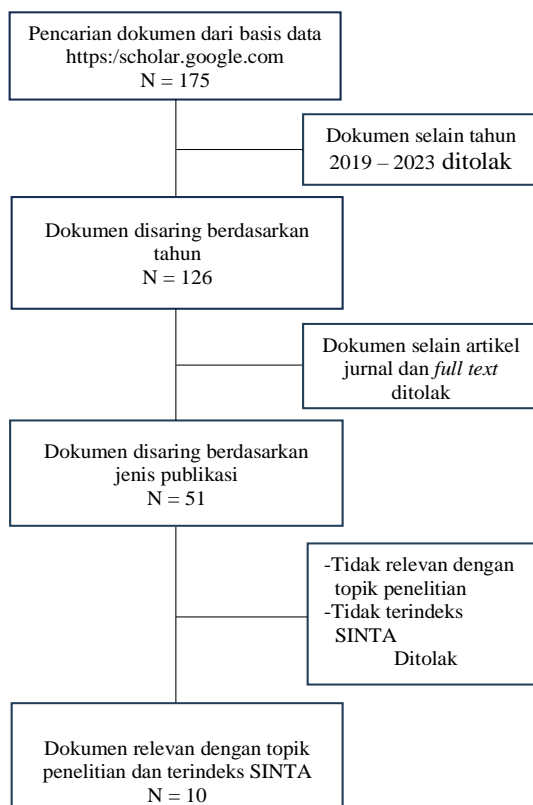 Pencarian dokumen dari basis data
https:/scholar.google.com
N = 175
Dokumen selain tahun
2019 – 2023 ditolak
Dokumen disaring berdasarkan
tahun
N = 126
Dokumen selain artikel
jurnal dan full text
ditolak
Dokumen disaring berdasarkan
jenis publikasi
N = 51
-Tidak relevan dengan
topik penelitian
-Tidak terindeks
SINTA
Ditolak
Dokumen relevan dengan topik
penelitian dan terindeks SINTA
N = 10